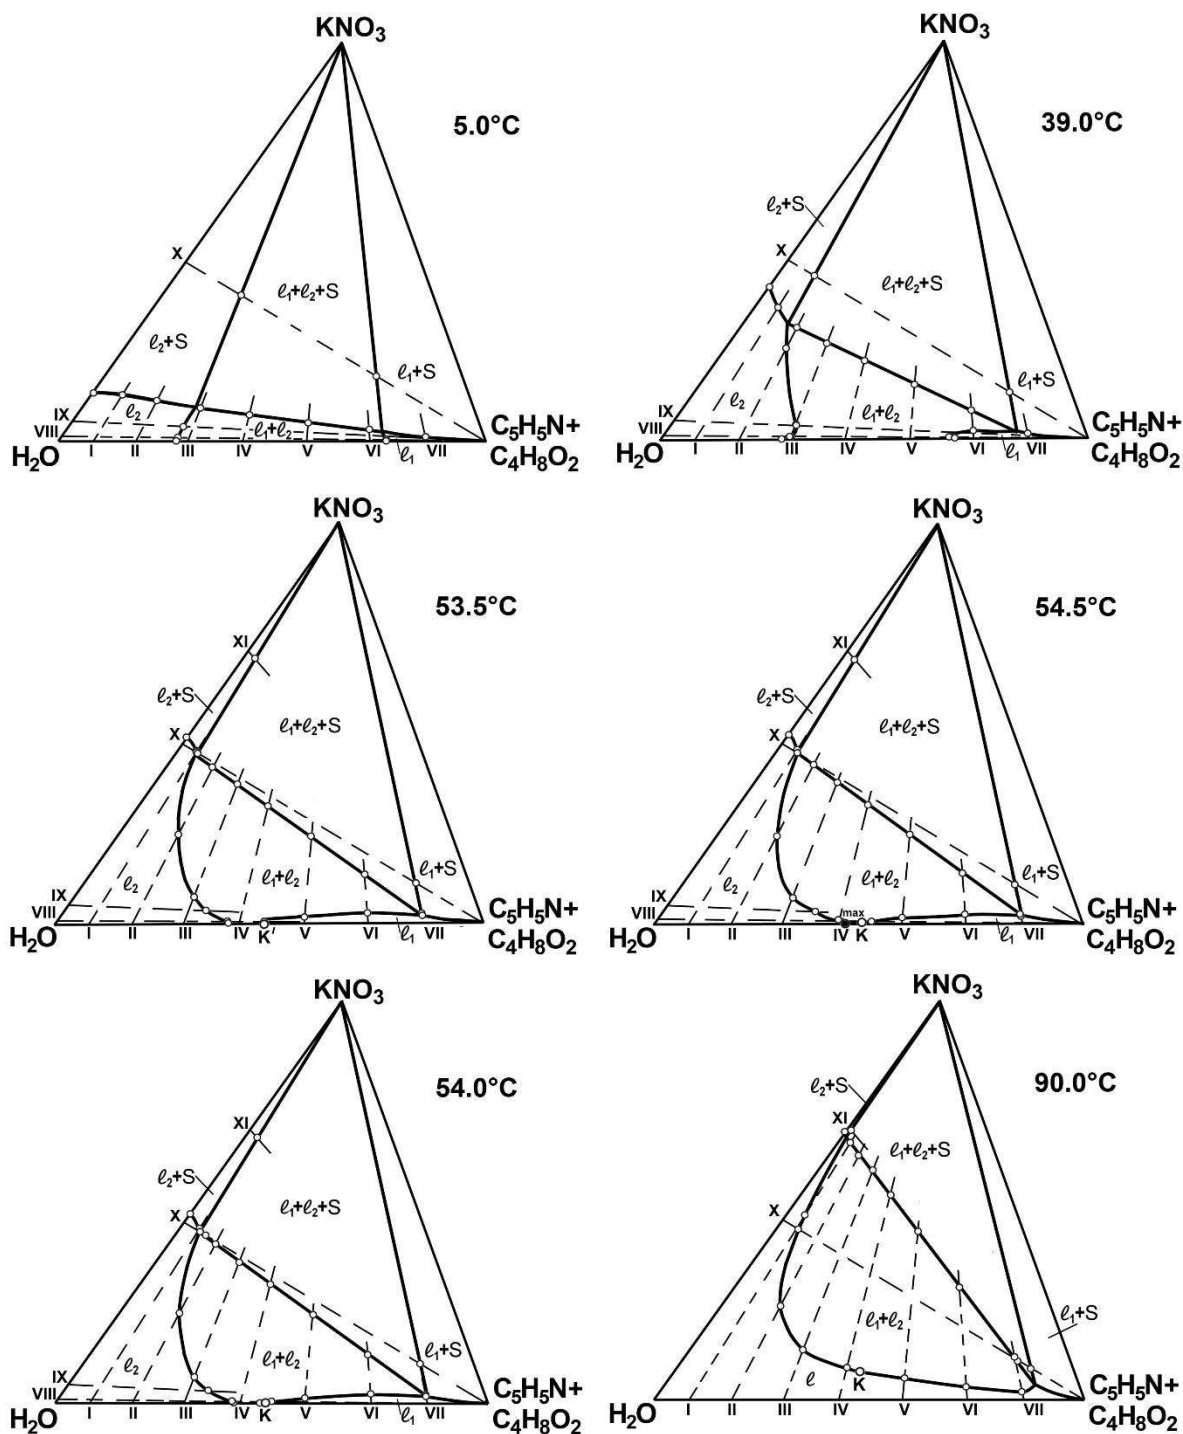 KNO₃
5.0°C
X
ℓ₁+ℓ₂+S
ℓ₂+S
ℓ₁+S
IX
ℓ₂
VIII
ℓ₁+ℓ₂
C₅H₅N+
H₂O
I II III IV V VI ℓ₁ VII
C₄H₈O₂
KNO₃
39.0°C
ℓ₂+S
X
ℓ₁+ℓ₂+S
ℓ₁+S
IX
ℓ₂
ℓ₁+ℓ₂
VIII
C₅H₅N+
H₂O
I II III IV V VI ℓ₁ VII
C₄H₈O₂
KNO₃
53.5°C
XI
ℓ₂+S
ℓ₁+ℓ₂+S
X
ℓ₁+S
IX
ℓ₂
ℓ₁+ℓ₂
VIII
C₅H₅N+
H₂O
I II III IV K' V VI ℓ₁ VII
C₄H₈O₂
KNO₃
54.5°C
XI
ℓ₂+S
ℓ₁+ℓ₂+S
X
ℓ₁+S
IX
ℓ₂
ℓ₁+ℓ₂
VIII
max
C₅H₅N+
H₂O
I II III IV K V VI ℓ₁ VII
C₄H₈O₂
KNO₃
54.0°C
XI
ℓ₂+S
ℓ₁+ℓ₂+S
X
ℓ₁+S
IX
ℓ₂
ℓ₁+ℓ₂
VIII
C₅H₅N+
H₂O
I II III IV K V VI ℓ₁ VII
C₄H₈O₂
KNO₃
90.0°C
ℓ₂+S
XI
ℓ₁+ℓ₂+S
X
ℓ₁+ℓ₂
ℓ₁+S
ℓ
K
C₅H₅N+
H₂O
I II III IV V VI VII
C₄H₈O₂